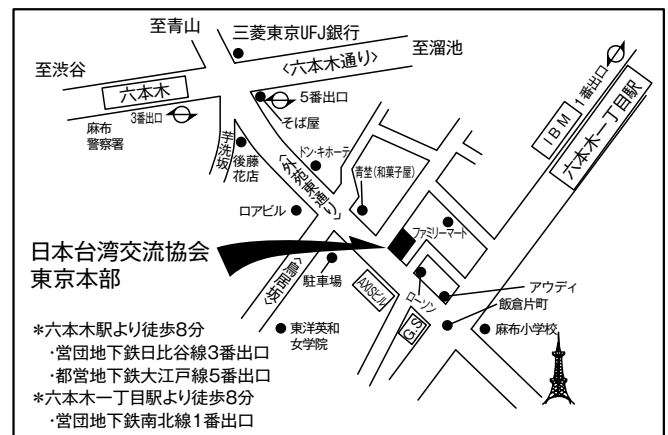 至青山
三菱東京UFJ銀行
至渋谷
〈六本木通り〉
至溜池
六本木
3番出口
麻布
警察署
5番出口
そば屋
芋洗坂
後藤
花店
ドン・キホーテ
〈外苑東通り〉
青埜(和菓子屋)
ロアビル
IBM
1番出口
六本木一丁目駅
日本台湾交流協会
東京本部
〈鳥居坂〉
駐車場
ファミリーマート
AXISビル
ローソン
アウディ
飯倉片町
G.S
麻布小学校
東洋英和
女学院
*六本木駅より徒歩8分
・営団地下鉄日比谷線3番出口
・都営地下鉄大江戸線5番出口
*六本木一丁目駅より徒歩8分
・営団地下鉄南北線1番出口